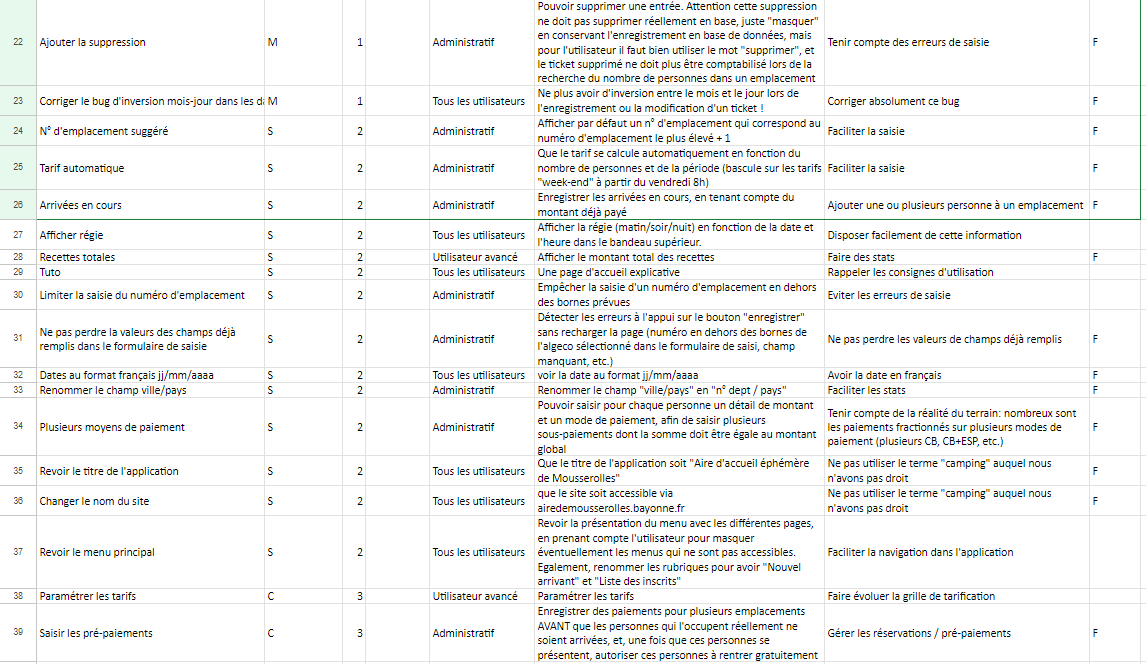 Pouvoir supprimer une entrée. Attention cette suppression
ne doit pas supprimer réellement en base, juste "masquer"
en conservant l'enregistrement en base de données, mais
22 Ajouter la suppression M 1 Administratif pour l'utilisateur il faut bien utiliser le mot "supprimer", et Tenir compte des erreurs de saisie F
le ticket supprimé ne doit plus être comptabilisé lors de la
recherche du nombre de personnes dans un emplacement
23 Corriger le bug d'inversion mois-jour dans les da M 1 Tous les utilisateurs Ne plus avoir d'inversion entre le mois et le jour lors de Corriger absolument ce bug F
l'enregistrement ou la modification d'un ticket !
24 N° d'emplacement suggéré S 2 Administratif Afficher par défaut un n° d'emplacement qui correspond au Faciliter la saisie F
numéro d'emplacement le plus élevé + 1
Que le tarif se calcule automatiquement en fonction du
25 Tarif automatique S 2 Administratif nombre de personnes et de la période (bascule sur les tarifs Faciliter la saisie F
"week-end" à partir du vendredi 8h)
26 Arrivées en cours S 2 Administratif Enregistrer les arrivées en cours, en tenant compte du Ajouter une ou plusieurs personne à un emplacement F
montant déjà payé
27 Afficher régie S 2 Tous les utilisateurs Afficher la régie (matin/soir/nuit) en fonction de la date et Disposer facilement de cette information
l'heure dans le bandeau supérieur.
28 Recettes totales S 2 Utilisateur avancé Afficher le montant total des recettes Faire des stats F
29 Tuto S 2 Tous les utilisateurs Une page d'accueil explicative Rappeler les consignes d'utilisation
30 Limiter la saisie du numéro d'emplacement S 2 Administratif Empêcher la saisie d'un numéro d'emplacement en dehors Eviter les erreurs de saisie
des bornes prévues
Détecter les erreurs à l'appui sur le bouton "enregistrer"
31 Ne pas perdre la valeurs des champs déjà S 2 Administratif sans recharger la page (numéro en dehors des bornes de Ne pas perdre les valeurs de champs déjà remplis F
remplis dans le formulaire de saisie l'algeco sélectionné dans le formulaire de saisi, champ
manquant, etc.)
32 Dates au format français jj/mm/aaaa S 2 Tous les utilisateurs voir la date au format jj/mm/aaaa Avoir la date en français F
33 Renommer le champ ville/pays S 2 Administratif Renommer le champ "ville/pays" en "n° dept / pays" Faciliter les stats F
Pouvoir saisir pour chaque personne un détail de montant
34 Plusieurs moyens de paiement S 2 Administratif et un mode de paiement, afin de saisir plusieurs Tenir compte de la réalité du terrain: nombreux sont F
sous-paiements dont la somme doit être égale au montant les paiements fractionnés sur plusieurs modes de
global paiement (plusieurs CB, CB+ESP, etc.)
35 Revoir le titre de l'application S 2 Tous les utilisateurs Que le titre de l'application soit "Aire d'accueil éphémère Ne pas utiliser le terme "camping" auquel nous F
de Mousserolles" n'avons pas droit
36 Changer le nom du site S 2 Tous les utilisateurs que le site soit accessible via Ne pas utiliser le terme "camping" auquel nous F
airedemousserolles.bayonne.fr n'avons pas droit
Revoir la présentation du menu avec les différentes pages,
en prenant compte l'utilisateur pour masquer
37 Revoir le menu principal S 2 Tous les utilisateurs éventuellement les menus qui ne sont pas accessibles. Faciliter la navigation dans l'application
Egalement, renommer les rubriques pour avoir "Nouvel
arrivant" et "Liste des inscrits"
38 Paramétrer les tarifs C 3 Utilisateur avancé Paramétrer les tarifs Faire évoluer la grille de tarification
Enregistrer des paiements pour plusieurs emplacements
39 Saisir les pré-paiements C 3 Administratif AVANT que les personnes qui l'occupent réellement ne Gérer les réservations / pré-paiements F
soient arrivées, et, une fois que ces personnes se
présentent, autoriser ces personnes à rentrer gratuitement